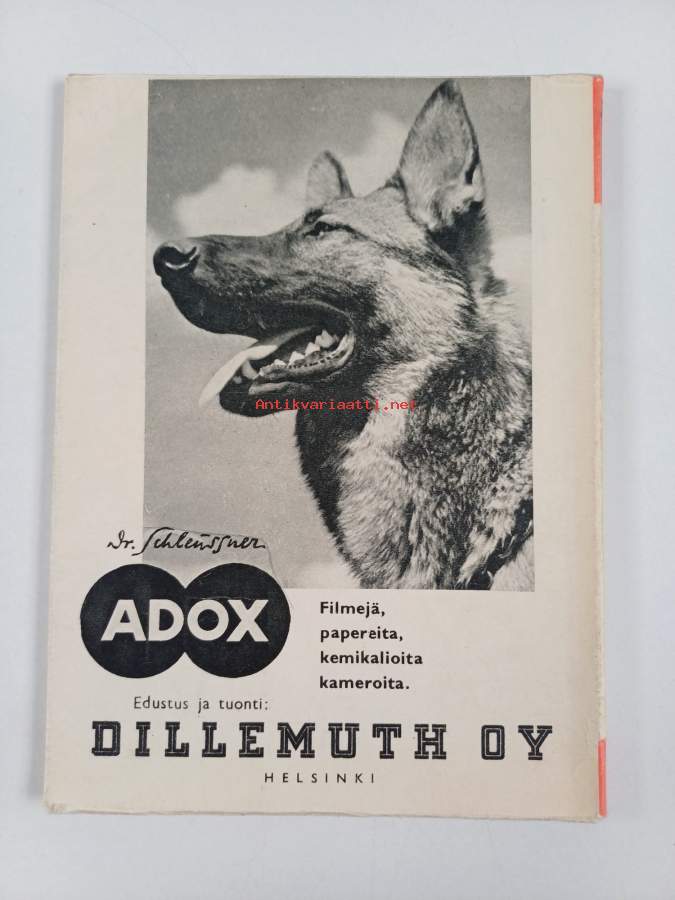 Antikvariaatti.net
Dr. Schleussner
ADOX
Filmejä,
papereita,
kemikalioita
kameroita.
Edustus ja tuonti:
DILLEMUTH OY
HELSINKI